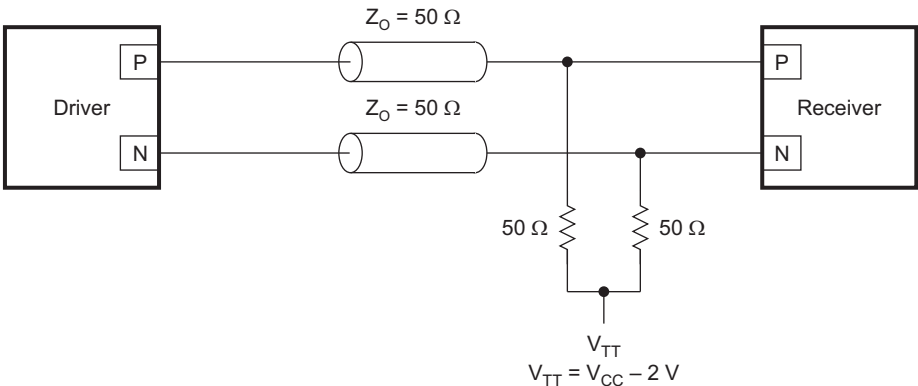 Z_O = 50 Ω
P
P
Driver
Z_O = 50 Ω
Receiver
N
N
50 Ω
50 Ω
V_TT
V_TT = V_CC – 2 V